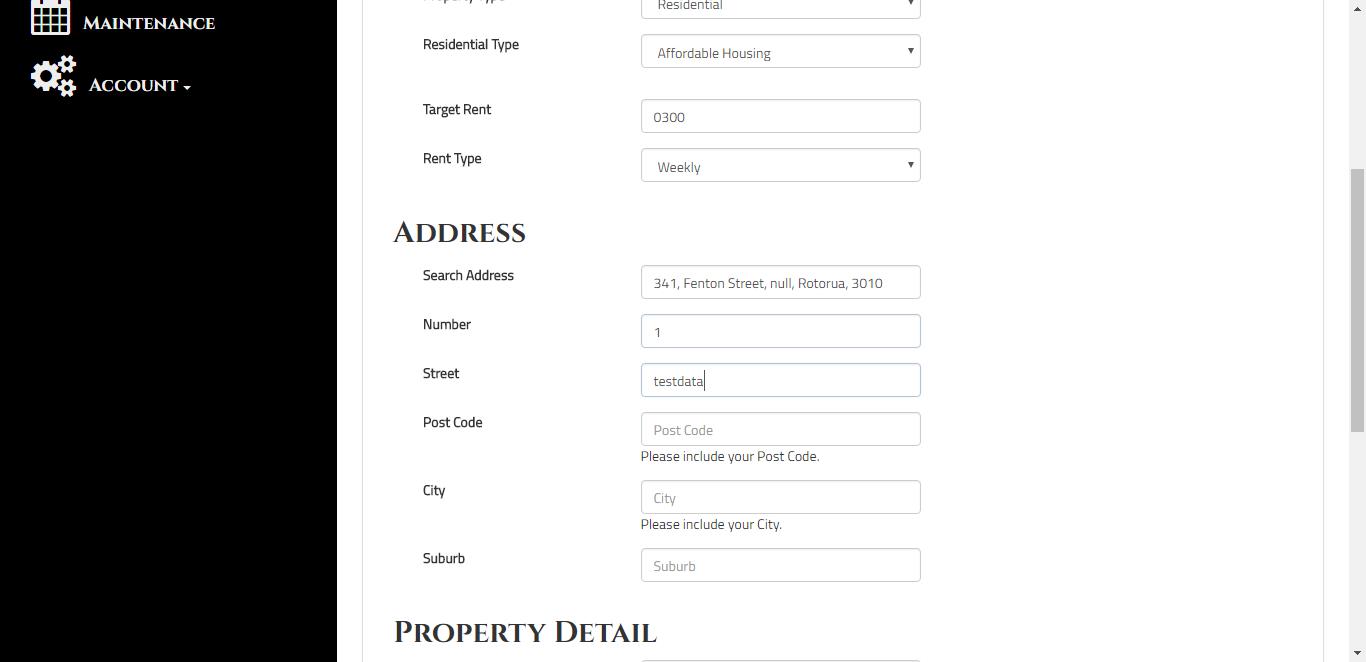 MAINTENANCE
ACCOUNT
Residential
Residential Type
Affordable Housing
Target Rent
0300
Rent Type
Weekly
ADDRESS
Search Address
341, Fenton Street, null, Rotorua, 3010
Number
1
Street
testdata
Post Code
Post Code
Please include your Post Code.
City
City
Please include your City.
Suburb
Suburb
PROPERTY DETAIL